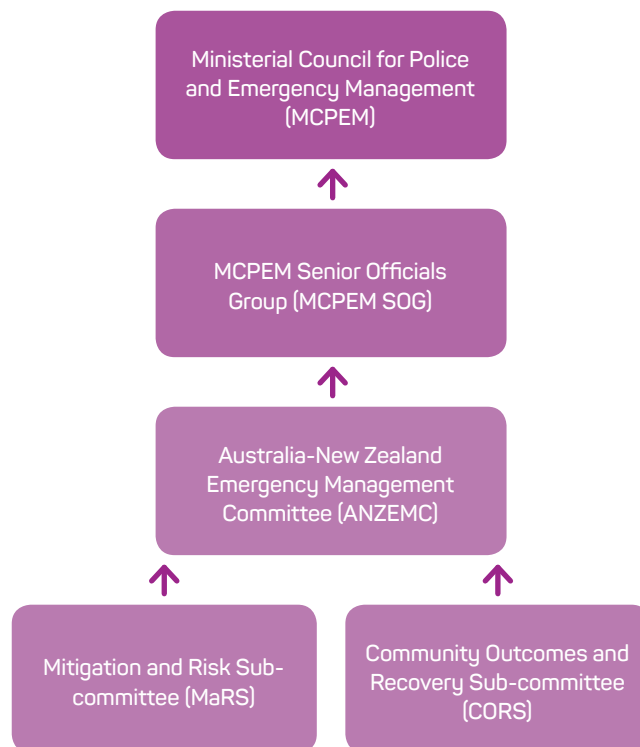 Ministerial Council for Police
and Emergency Management
(MCPEM)
MCPEM Senior Officials
Group (MCPEM SOG)
Australia-New Zealand
Emergency Management
Committee (ANZEMC)
Mitigation and Risk Sub-
committee (MaRS)
Community Outcomes and
Recovery Sub-committee
(CORS)